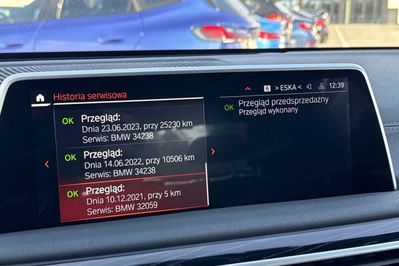 Historia serwisowa
6 > ESKA 12:39
OK Przegląd:
Dnia 23.06.2023, przy 25230 km
Serwis: BMW 34238
OK Przegląd:
Dnia 14.06.2022, przy 10506 km
Serwis: BMW 34238
OK Przegląd:
Dnia 10.12.2021, przy 5 km
Serwis: BMW 32059
OK Przegląd przedsprzedażny
Przegląd wykonany